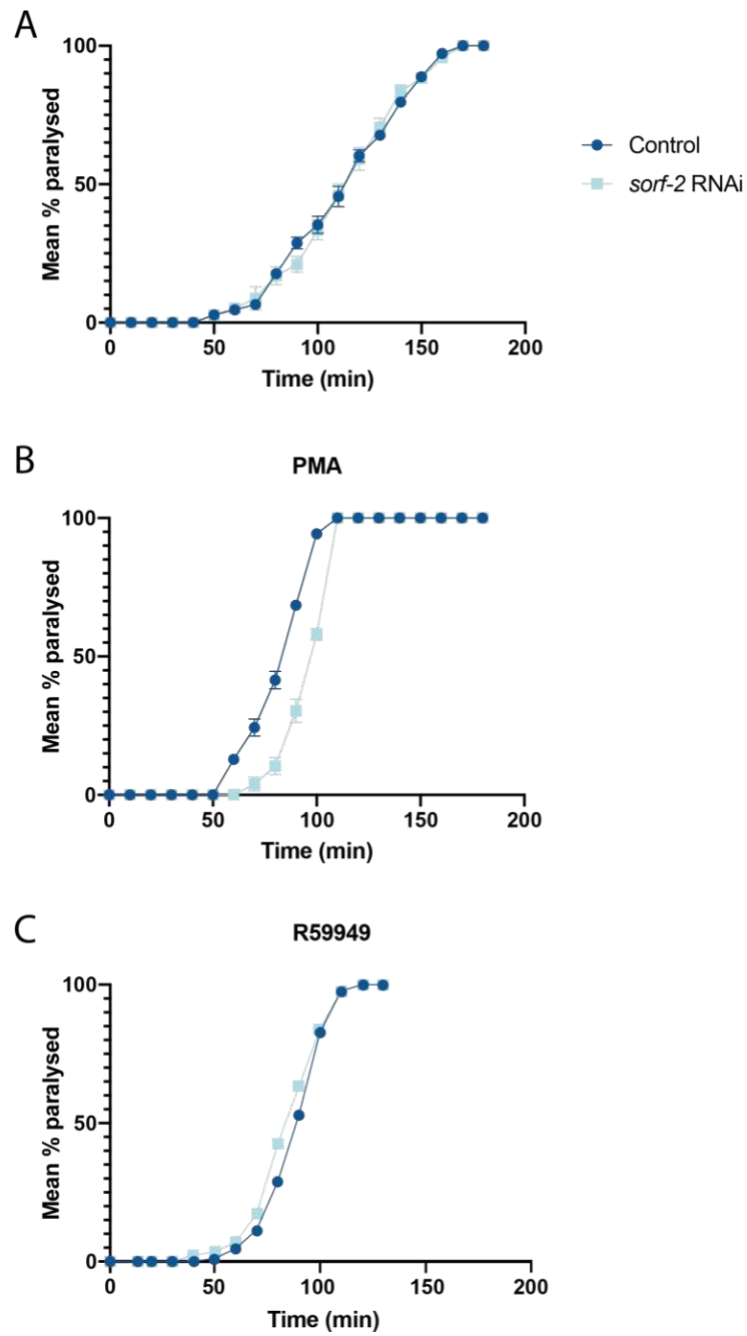 A
100
50
0
Mean % paralysed
0 50 100 150 200
Time (min)
Control
sorf-2 RNAi
B
PMA
100
50
0
Mean % paralysed
0 50 100 150 200
Time (min)
C
R59949
100
50
0
Mean % paralysed
0 50 100 150 200
Time (min)